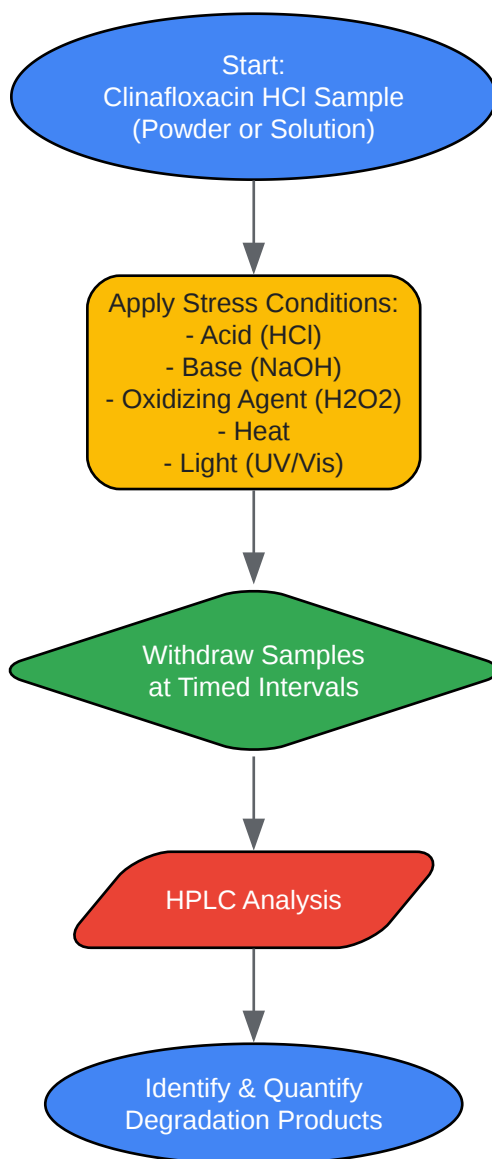 Start:
Clinafloxacin HCl Sample
(Powder or Solution)
Apply Stress Conditions:
- Acid (HCl)
- Base (NaOH)
- Oxidizing Agent (H2O2)
- Heat
- Light (UV/Vis)
Withdraw Samples
at Timed Intervals
HPLC Analysis
Identify & Quantify
Degradation Products